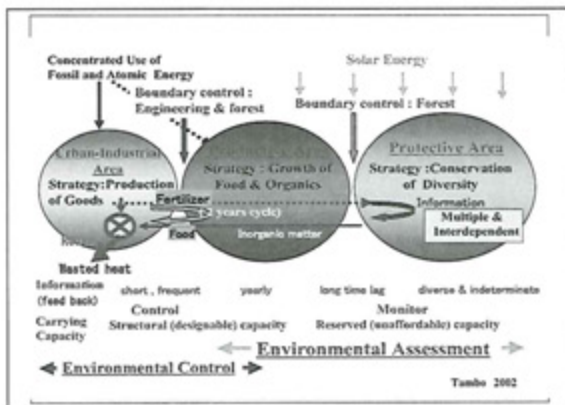 Concentrated Use of
Fossil and Atomic Energy
Solar Energy
Boundary control :
Engineering & forest
Boundary control : Forest
Urban-Industrial
Area
Strategy:Production
of Goods
Strategy : Growth of
Food & Organics
Protective Area
Strategy :Conservation
of Diversity
Fertilizer
2 years cycle)
Food
Inorganic matter
Information
Multiple &
Interdependent
Wasted heat
Information
(feed back)
short , frequent
yearly
long time lag
diverse & indeterminate
Control
Monitor
Carrying
Capacity
Structural (designable) capacity
Reserved (unaffordable) capacity
Environmental Assessment
Environmental Control
Tambo 2002